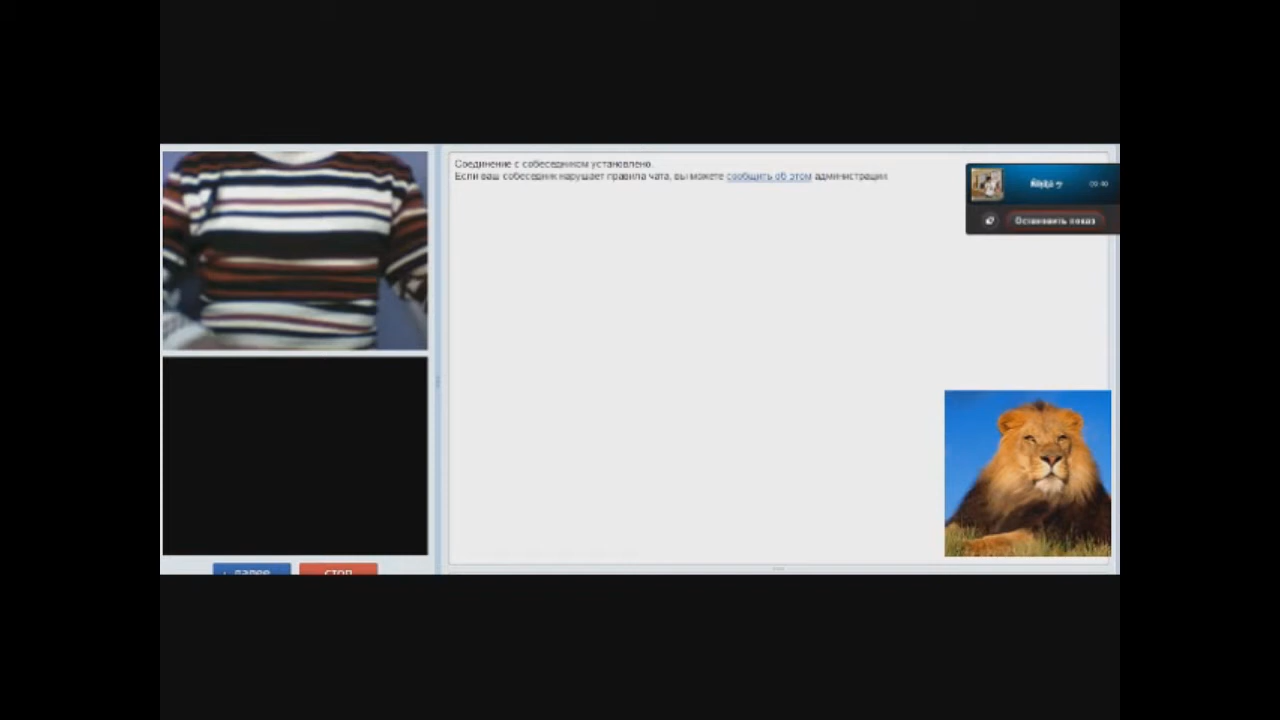 Соединение с собеседником установлено.
Если ваш собеседник нарушает правила чата, вы можете сообщить об этом администрации
Остановить показ
стоп